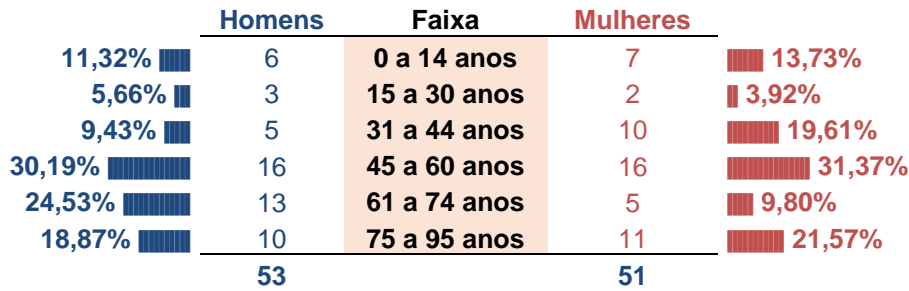 Homens Faixa Mulheres
11,32% 6 0 a 14 anos 7 13,73%
5,66% 3 15 a 30 anos 2 3,92%
9,43% 5 31 a 44 anos 10 19,61%
30,19% 16 45 a 60 anos 16 31,37%
24,53% 13 61 a 74 anos 5 9,80%
18,87% 10 75 a 95 anos 11 21,57%
53 51